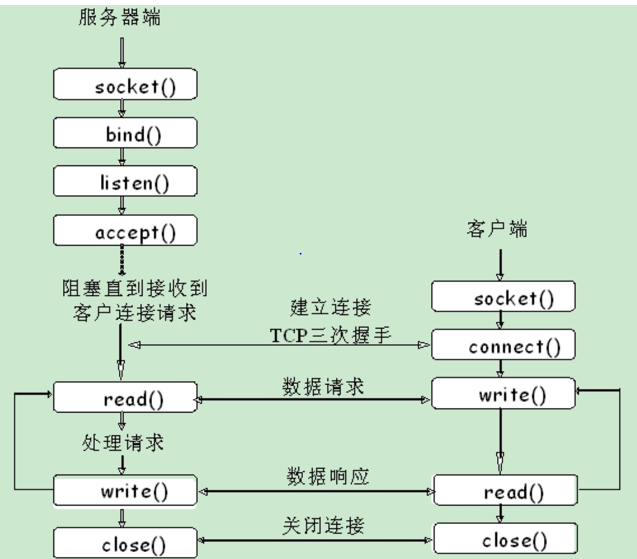 服务器端
socket()
bind()
listen()
accept()
阻塞直到接收到
客户连接请求
客户端
socket()
建立连接
TCP三次握手
connect()
read()
数据请求
write()
处理请求
write()
数据响应
read()
close()
关闭连接
close()